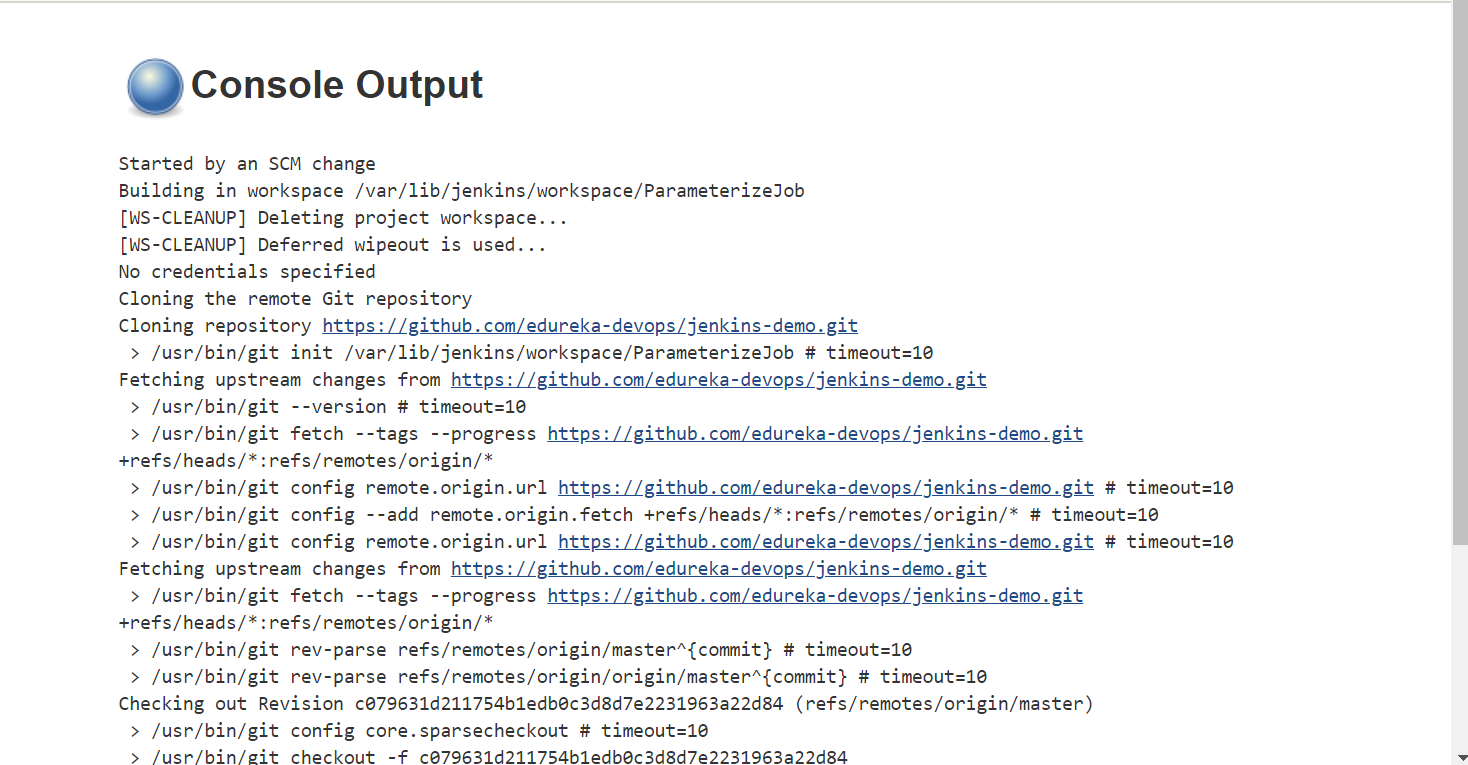 Console Output
Started by an SCM change
Building in workspace /var/lib/jenkins/workspace/ParameterizeJob
[WS-CLEANUP] Deleting project workspace...
[WS-CLEANUP] Deferred wipeout is used...
No credentials specified
Cloning the remote Git repository
Cloning repository https://github.com/edureka-devops/jenkins-demo.git
 > /usr/bin/git init /var/lib/jenkins/workspace/ParameterizeJob # timeout=10
Fetching upstream changes from https://github.com/edureka-devops/jenkins-demo.git
 > /usr/bin/git --version # timeout=10
 > /usr/bin/git fetch --tags --progress https://github.com/edureka-devops/jenkins-demo.git
+refs/heads/*:refs/remotes/origin/*
 > /usr/bin/git config remote.origin.url https://github.com/edureka-devops/jenkins-demo.git # timeout=10
 > /usr/bin/git config --add remote.origin.fetch +refs/heads/*:refs/remotes/origin/* # timeout=10
 > /usr/bin/git config remote.origin.url https://github.com/edureka-devops/jenkins-demo.git # timeout=10
Fetching upstream changes from https://github.com/edureka-devops/jenkins-demo.git
 > /usr/bin/git fetch --tags --progress https://github.com/edureka-devops/jenkins-demo.git
+refs/heads/*:refs/remotes/origin/*
 > /usr/bin/git rev-parse refs/remotes/origin/master^{commit} # timeout=10
 > /usr/bin/git rev-parse refs/remotes/origin/origin/master^{commit} # timeout=10
Checking out Revision c079631d211754b1edb0c3d8d7e2231963a22d84 (refs/remotes/origin/master)
 > /usr/bin/git config core.sparsecheckout # timeout=10
 > /usr/bin/git checkout -f c079631d211754b1edb0c3d8d7e2231963a22d84